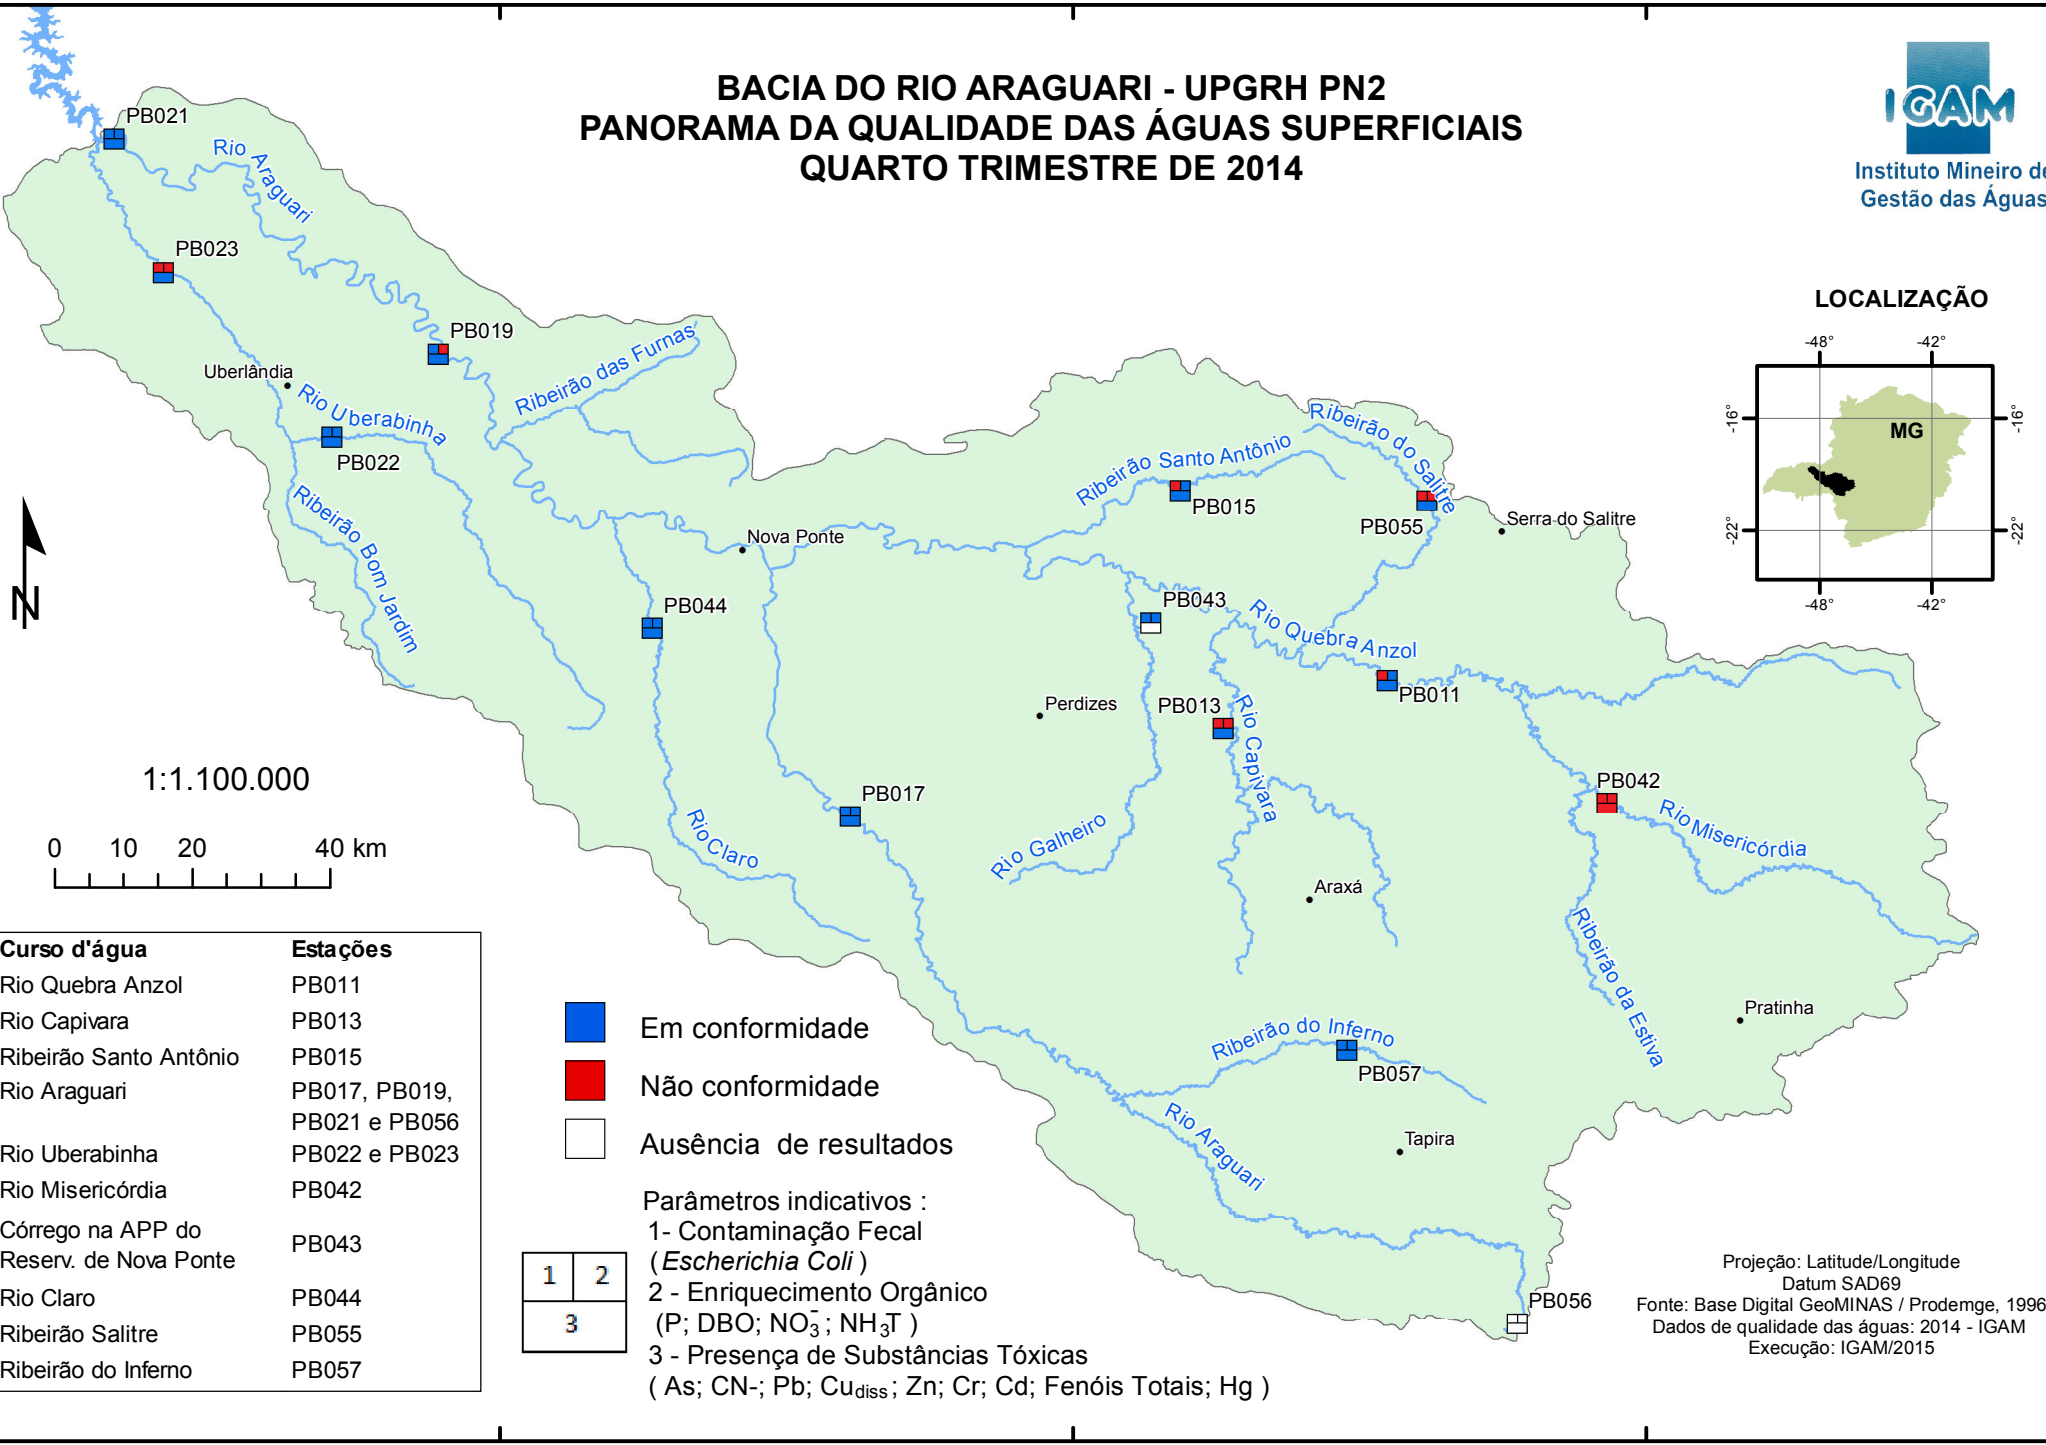 BACIA DO RIO ARAGUARI - UPGRH PN2
PANORAMA DA QUALIDADE DAS ÁGUAS SUPERFICIAIS
QUARTO TRIMESTRE DE 2014
IGAM
Instituto Mineiro de
Gestão das Águas
LOCALIZAÇÃO
-48°
-42°
-16°
-16°
MG
-22°
-22°
-48°
-42°
PB021
Rio Araguari
PB023
PB019
Uberlândia
Rio Uberabinha
Ribeirão das Furnas
PB022
Ribeirão Bom Jardim
Ribeirão Santo Antônio
Ribeirão do Salitre
PB015
PB055
Serra do Salitre
Nova Ponte
N
PB044
PB043
Rio Quebra Anzol
PB011
Perdizes
PB013
Rio Capivara
PB042
Rio Misericórdia
PB017
Rio Claro
Rio Galheiro
Araxá
Ribeirão da Estiva
Pratinha
Ribeirão do Inferno
PB057
Rio Araguari
Tapira
PB056
1:1.100.000
0 10 20 40 km
Curso d'água Estações
Rio Quebra Anzol PB011
Rio Capivara PB013
Ribeirão Santo Antônio PB015
Rio Araguari PB017, PB019,
PB021 e PB056
Rio Uberabinha PB022 e PB023
Rio Misericórdia PB042
Córrego na APP do
Reserv. de Nova Ponte PB043
Rio Claro PB044
Ribeirão Salitre PB055
Ribeirão do Inferno PB057
Em conformidade
Não conformidade
Ausência de resultados
Parâmetros indicativos :
1- Contaminação Fecal
(Escherichia Coli )
2 - Enriquecimento Orgânico
(P; DBO; NO₃⁻; NH₃T )
3 - Presença de Substâncias Tóxicas
( As; CN-; Pb; Cu diss ; Zn; Cr; Cd; Fenóis Totais; Hg )
1 2
3
Projeção: Latitude/Longitude
Datum SAD69
Fonte: Base Digital GeoMINAS / Prodemge, 1996
Dados de qualidade das águas: 2014 - IGAM
Execução: IGAM/2015